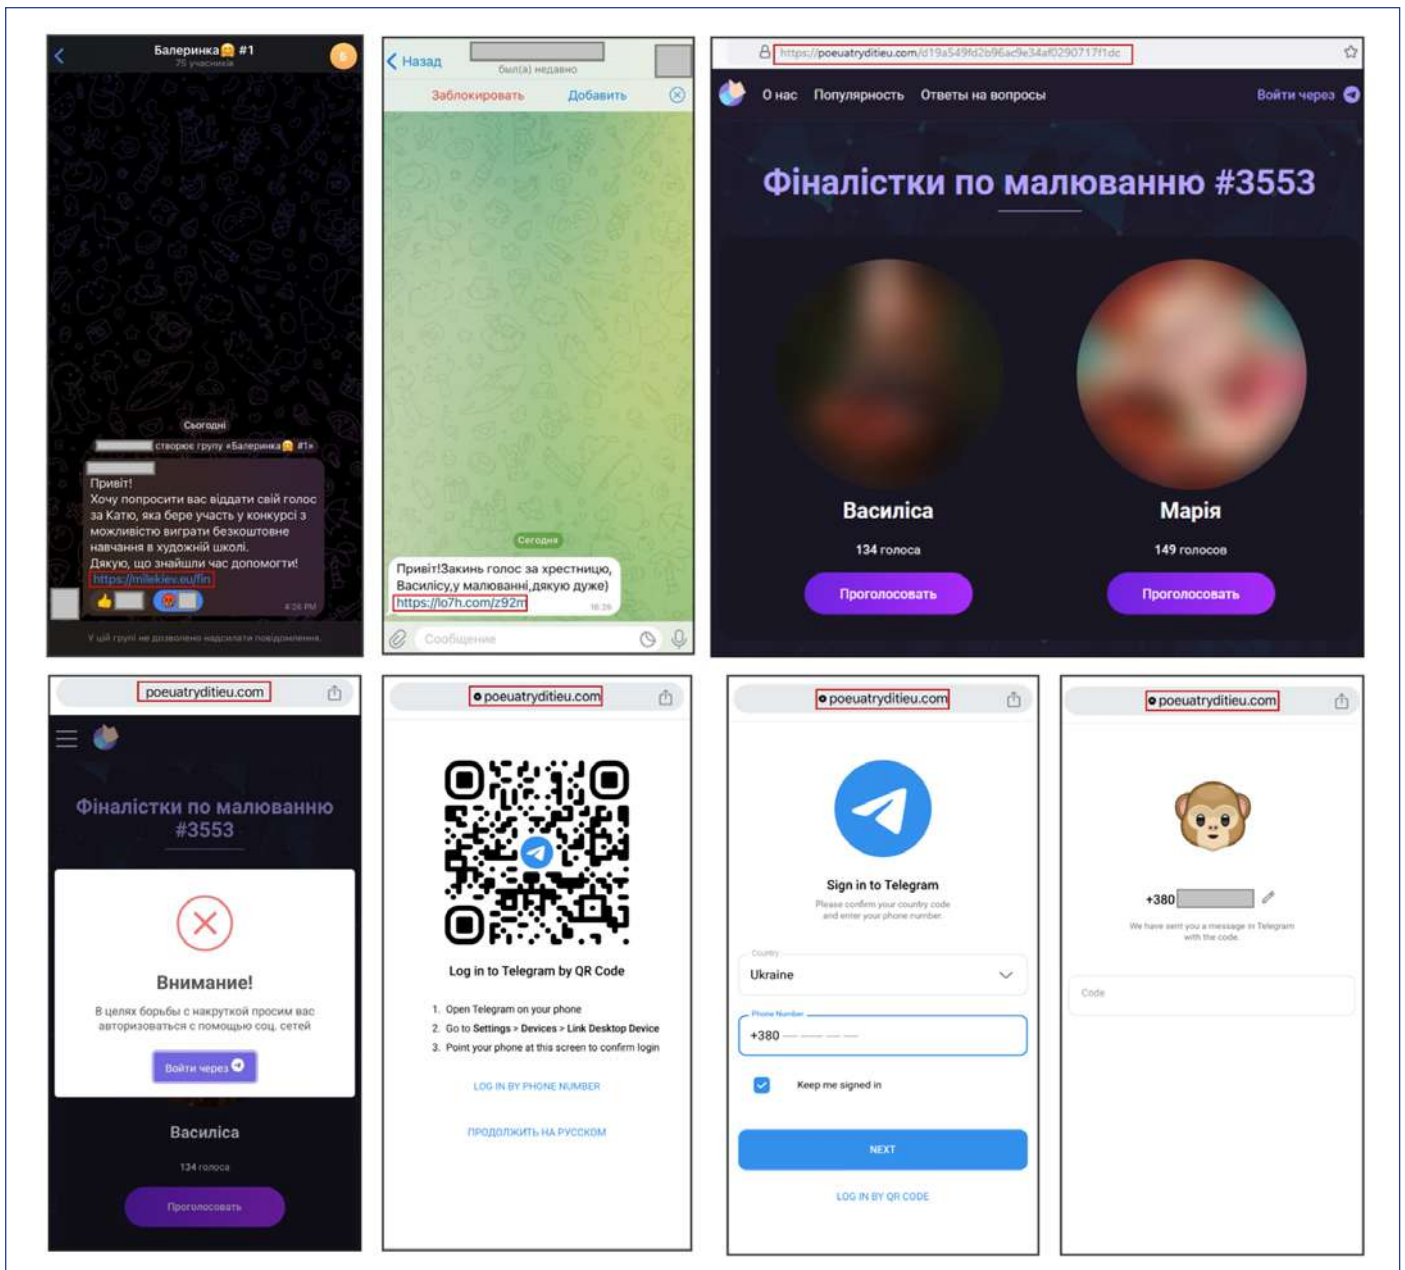 Балеринка🤗 #1
75 учасників
Б
Сьогодні
створює групу «Балеринка🤗 #1»
Привіт!
Хочу попросити вас віддати свій голос
за Катю, яка бере участь у конкурсі з
можливістю виграти безкоштовне
навчання в художній школі.
Дякую, що знайшли час допомогти!
https://milekiev.eu/fin
4:26 PM
У цій групі не дозволено надсилати повідомлення.
Назад
был(а) недавно
Заблокировать Добавить
Сегодня
Привіт!Закинь голос за хрестницю,
Василісу,у малюванні,дякую дуже)
https://lo7h.com/z92m
16:26
Сообщение
https://poeuatryditieu.com/d19a549fd2b96ac9e34af0290717f1dc
О нас Популярность Ответы на вопросы Войти через
Фіналістки по малюванню #3553
Василіса
134 голоса
Проголосовать
Марія
149 голосов
Проголосовать
poeuatryditieu.com
Фіналістки по малюванню
#3553
Внимание!
В целях борьбы с накруткой просим вас
авторизоваться с помощью соц. сетей
Войти через
Василіса
134 голоса
Проголосовать
poeuatryditieu.com
Log in to Telegram by QR Code
1. Open Telegram on your phone
2. Go to Settings > Devices > Link Desktop Device
3. Point your phone at this screen to confirm login
LOG IN BY PHONE NUMBER
ПРОДОЛЖИТЬ НА РУССКОМ
poeuatryditieu.com
Sign in to Telegram
Please confirm your country code
and enter your phone number.
Country
Ukraine
Phone Number
+380
Keep me signed in
NEXT
LOG IN BY QR CODE
poeuatryditieu.com
+380
We have sent you a message in Telegram
with the code.
Code